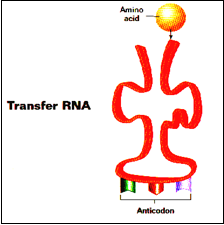 Amino
acid
Transfer RNA
Anticodon